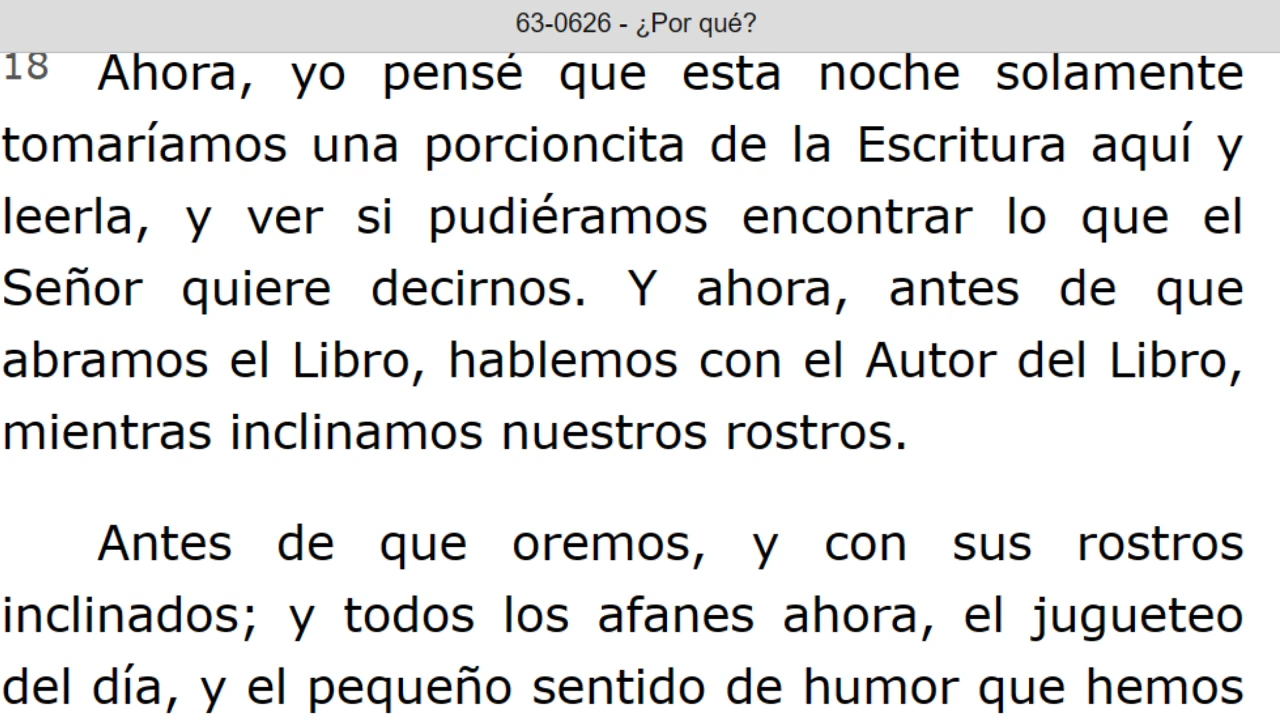 63-0626 - ¿Por qué?
18 Ahora, yo pensé que esta noche solamente
tomaríamos una porcioncita de la Escritura aquí y
leerla, y ver si pudiéramos encontrar lo que el
Señor quiere decirnos. Y ahora, antes de que
abramos el Libro, hablemos con el Autor del Libro,
mientras inclinamos nuestros rostros.
Antes de que oremos, y con sus rostros
inclinados; y todos los afanes ahora, el jugueteo
del día, y el pequeño sentido de humor que hemos